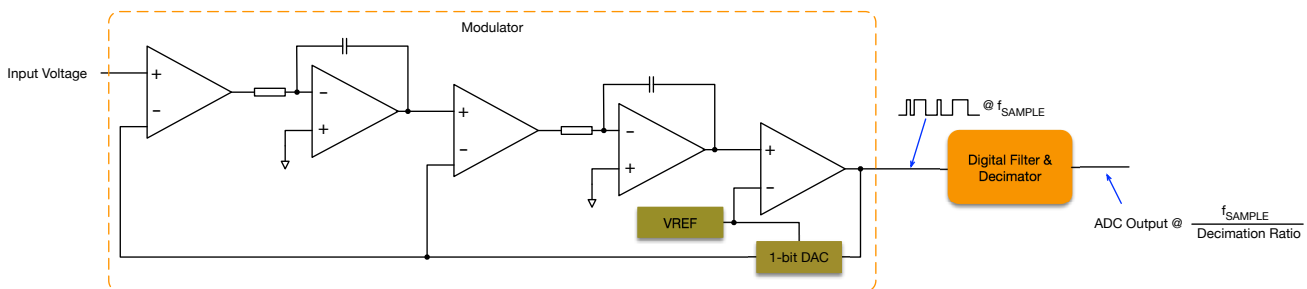 Modulator
Input Voltage
+
−
−
+
+
−
−
+
+
−
@ fSAMPLE
Digital Filter &
Decimator
VREF
1-bit DAC
ADC Output @ fSAMPLE
Decimation Ratio